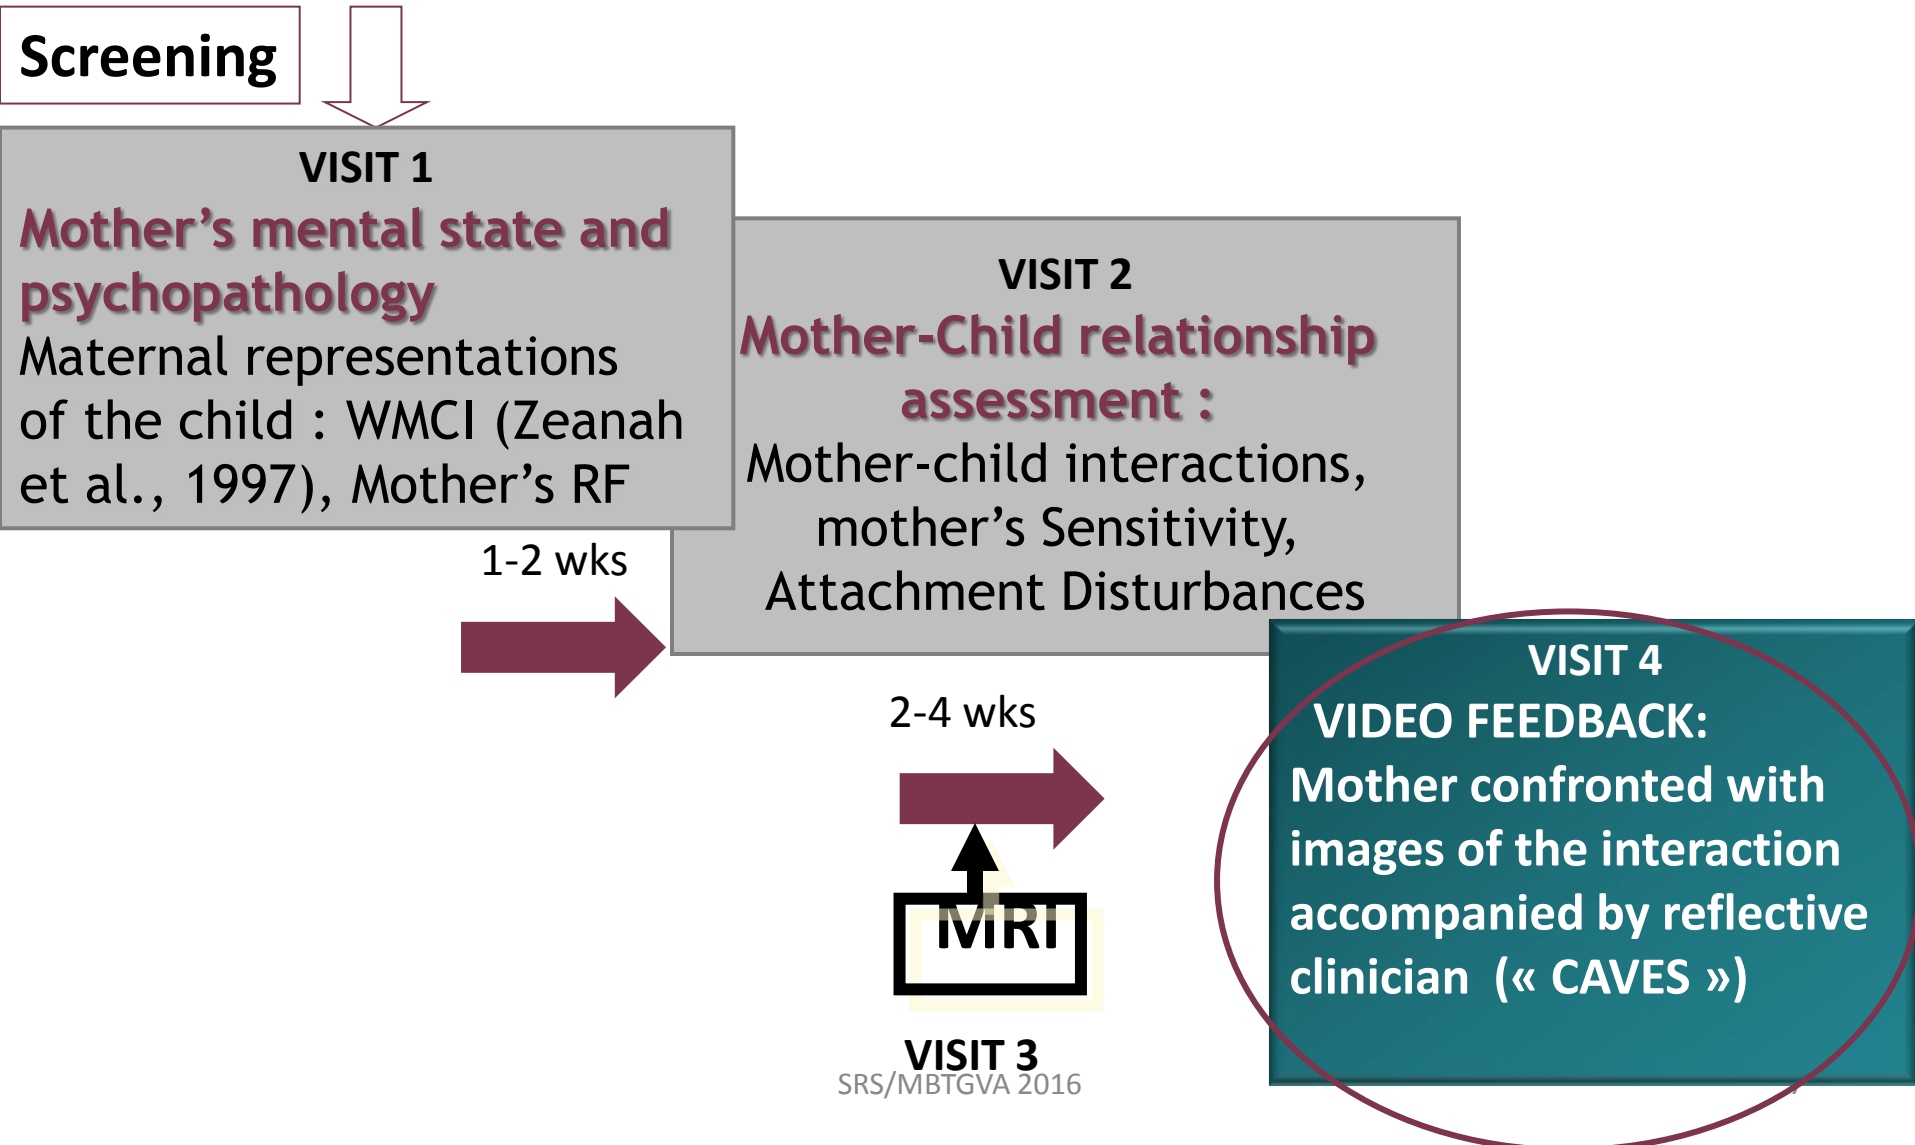 Screening
VISIT 1
Mother’s mental state and
psychopathology
Maternal representations
of the child : WMCI (Zeanah
et al., 1997), Mother’s RF
1-2 wks
VISIT 2
Mother-Child relationship
assessment :
Mother-child interactions,
mother’s Sensitivity,
Attachment Disturbances
2-4 wks
MRI
VISIT 3
VISIT 4
VIDEO FEEDBACK:
Mother confronted with
images of the interaction
accompanied by reflective
clinician (« CAVES »)
SRS/MBTGVA 2016